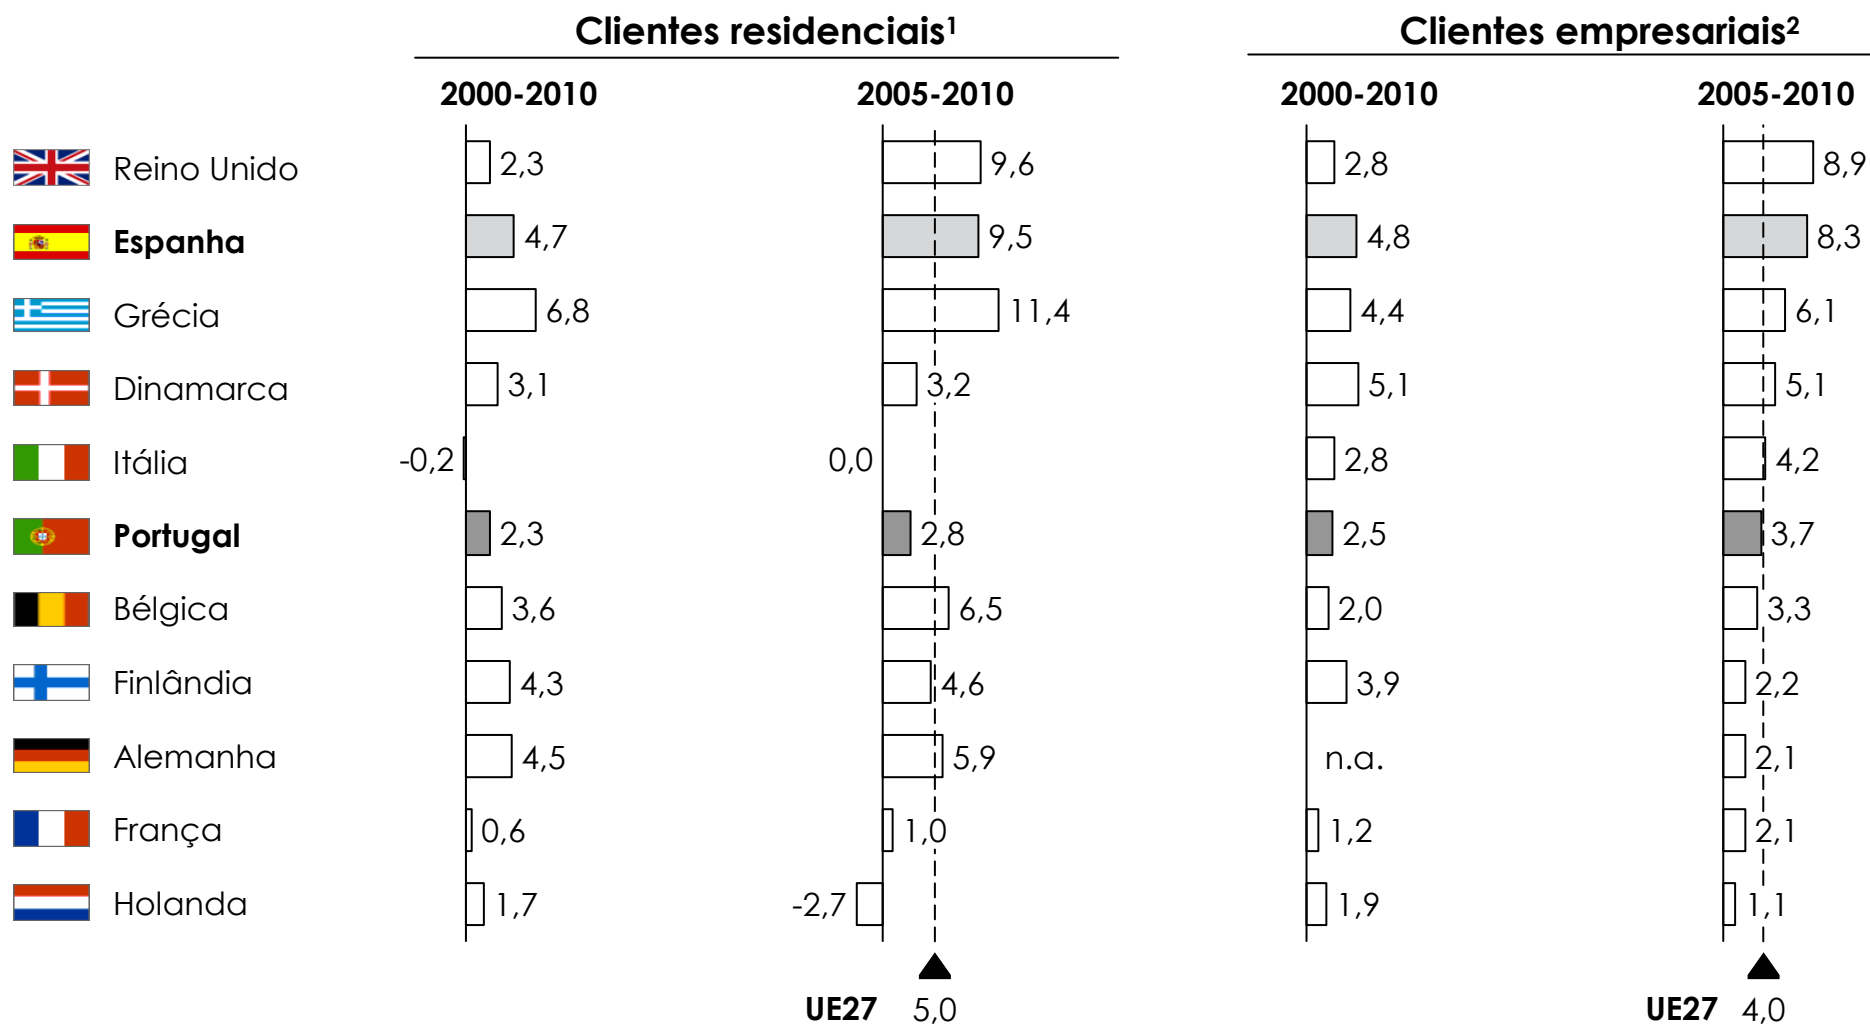 Clientes residenciais¹ Clientes empresariais²
2000-2010 2005-2010 2000-2010 2005-2010
Reino Unido 2,3 9,6 2,8 8,9
Espanha 4,7 9,5 4,8 8,3
Grécia 6,8 11,4 4,4 6,1
Dinamarca 3,1 3,2 5,1 5,1
Itália -0,2 0,0 2,8 4,2
Portugal 2,3 2,8 2,5 3,7
Bélgica 3,6 6,5 2,0 3,3
Finlândia 4,3 4,6 3,9 2,2
Alemanha 4,5 5,9 n.a. 2,1
França 0,6 1,0 1,2 2,1
Holanda 1,7 -2,7 1,9 1,1
UE27 5,0 UE27 4,0